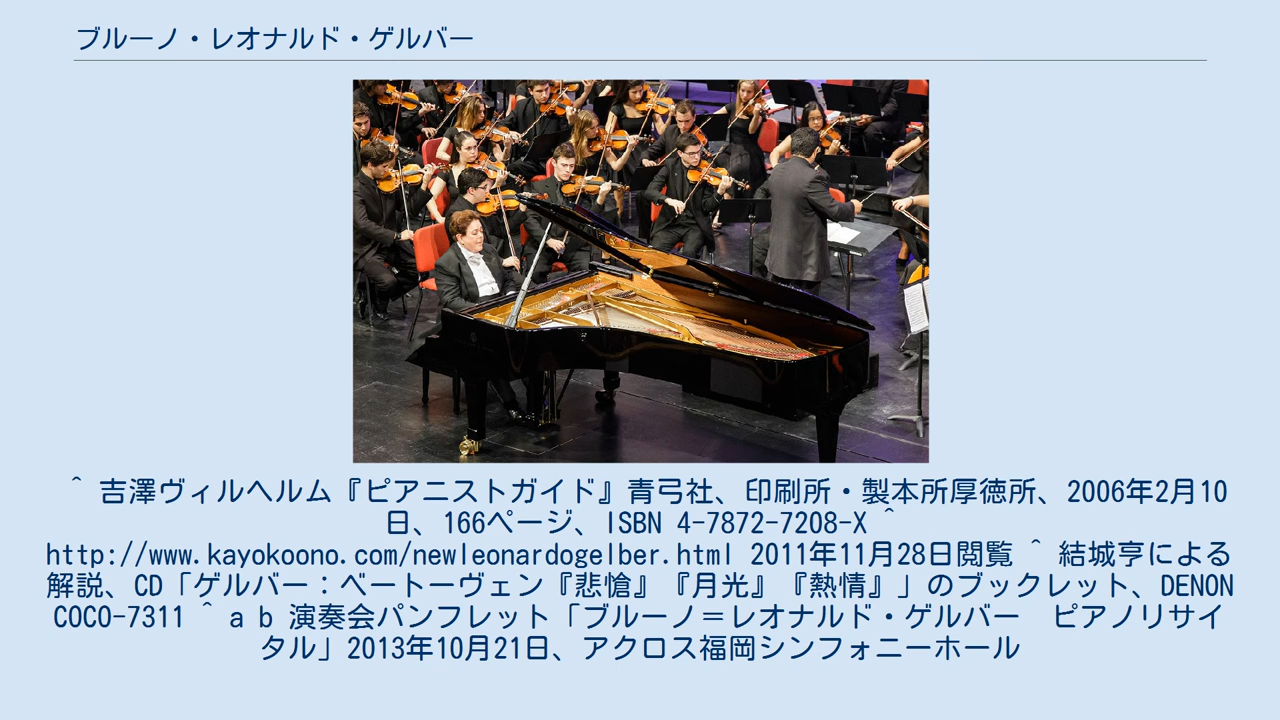 ブルーノ・レオナルド・ゲルバー
^ 吉澤ヴィルヘルム『ピアニストガイド』青弓社、印刷所・製本所厚徳所、2006年2月10
日、166ページ、ISBN 4-7872-7208-X ^
http://www.kayokoono.com/newleonardogelber.html 2011年11月28日閲覧 ^ 結城亨による
解説、CD「ゲルバー：ベートーヴェン『悲愴』『月光』『熱情』」のブックレット、DENON
COCO-7311 ^ a b 演奏会パンフレット「ブルーノ＝レオナルド・ゲルバー　ピアノリサイ
タル」2013年10月21日、アクロス福岡シンフォニーホール